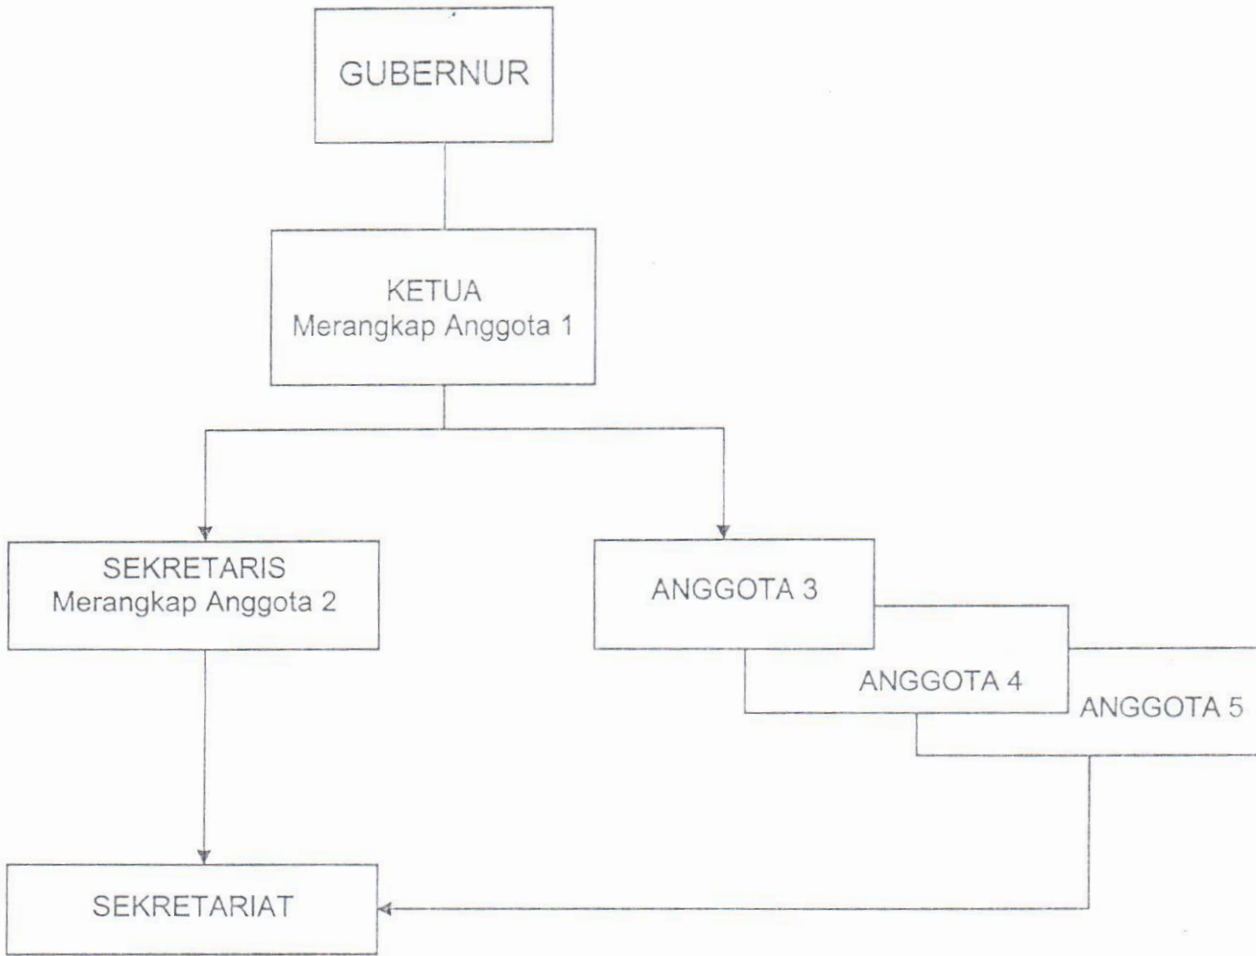 GUBERNUR
KETUA
Merangkap Anggota 1
SEKRETARIS
Merangkap Anggota 2
ANGGOTA 3
ANGGOTA 4
ANGGOTA 5
SEKRETARIAT